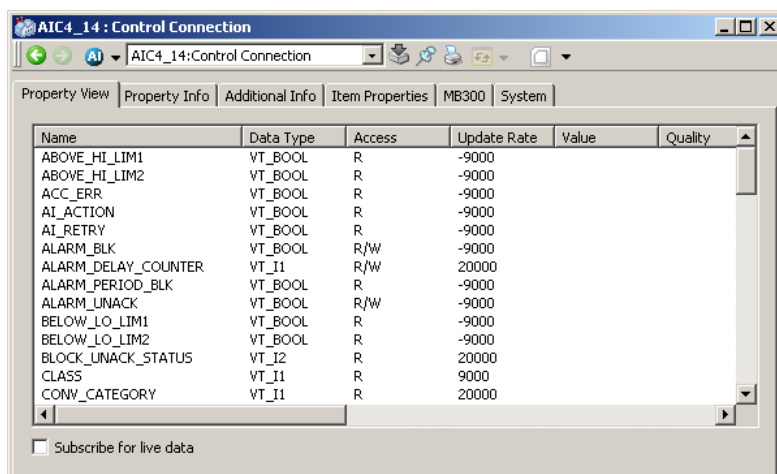 AIC4_14 : Control Connection
AIC4_14:Control Connection
Property View Property Info Additional Info Item Properties MB300 System
Name Data Type Access Update Rate Value Quality
ABOVE_HI_LIM1 VT_BOOL R -9000
ABOVE_HI_LIM2 VT_BOOL R -9000
ACC_ERR VT_BOOL R -9000
AI_ACTION VT_BOOL R -9000
AI_RETRY VT_BOOL R -9000
ALARM_BLK VT_BOOL R/W -9000
ALARM_DELAY_COUNTER VT_I1 R/W 20000
ALARM_PERIOD_BLK VT_BOOL R -9000
ALARM_UNACK VT_BOOL R/W -9000
BELOW_LO_LIM1 VT_BOOL R -9000
BELOW_LO_LIM2 VT_BOOL R -9000
BLOCK_UNACK_STATUS VT_I2 R 20000
CLASS VT_I1 R 9000
CONV_CATEGORY VT_I1 R 20000
Subscribe for live data